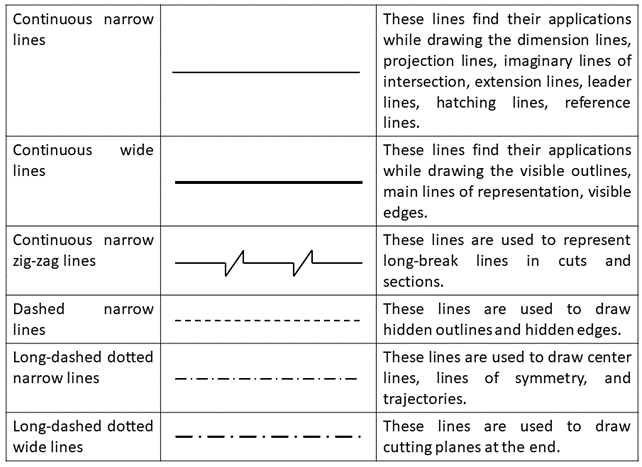 Continuous narrow
lines
These lines find their applications
while drawing the dimension lines,
projection lines, imaginary lines of
intersection, extension lines, leader
lines, hatching lines, reference
lines.
Continuous wide
lines
These lines find their applications
while drawing the visible outlines,
main lines of representation, visible
edges.
Continuous narrow
zig-zag lines
These lines are used to represent
long-break lines in cuts and
sections.
Dashed narrow
lines
These lines are used to draw
hidden outlines and hidden edges.
Long-dashed dotted
narrow lines
These lines are used to draw center
lines, lines of symmetry, and
trajectories.
Long-dashed dotted
wide lines
These lines are used to draw
cutting planes at the end.